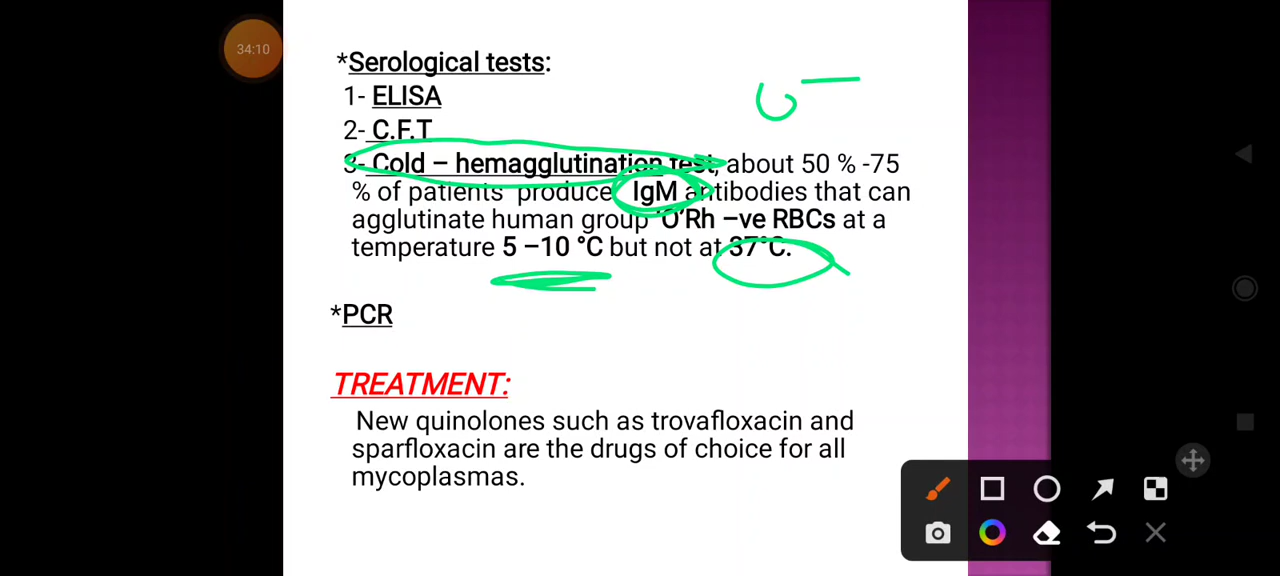 34:10
*Serological tests:
1- ELISA
2- C.F.T
3- Cold – hemagglutination test, about 50 % -75
% of patients produce IgM antibodies that can
agglutinate human group 'O'Rh –ve RBCs at a
temperature 5 –10 °C but not at 37°C.
*PCR
TREATMENT:
New quinolones such as trovafloxacin and
sparfloxacin are the drugs of choice for all
mycoplasmas.